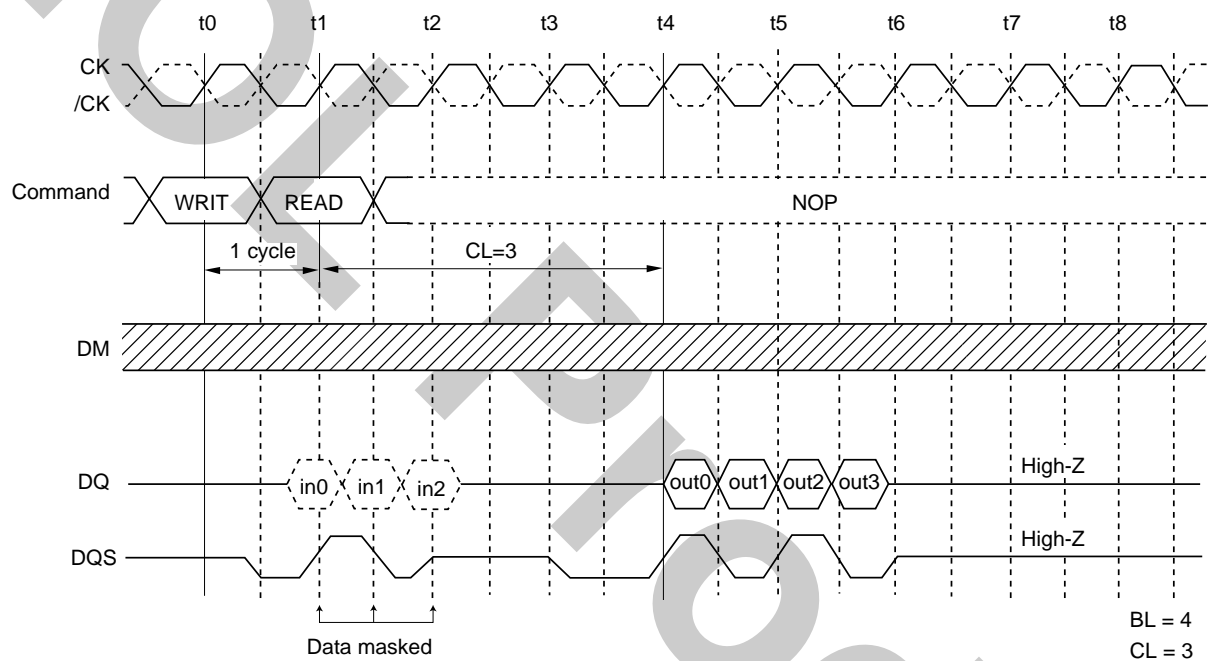 t0 t1 t2 t3 t4 t5 t6 t7 t8
CK
/CK
Command WRIT READ NOP
1 cycle CL=3
DM
DQ in0 in1 in2 out0 out1 out2 out3 High-Z
DQS High-Z
Data masked
BL = 4
CL = 3